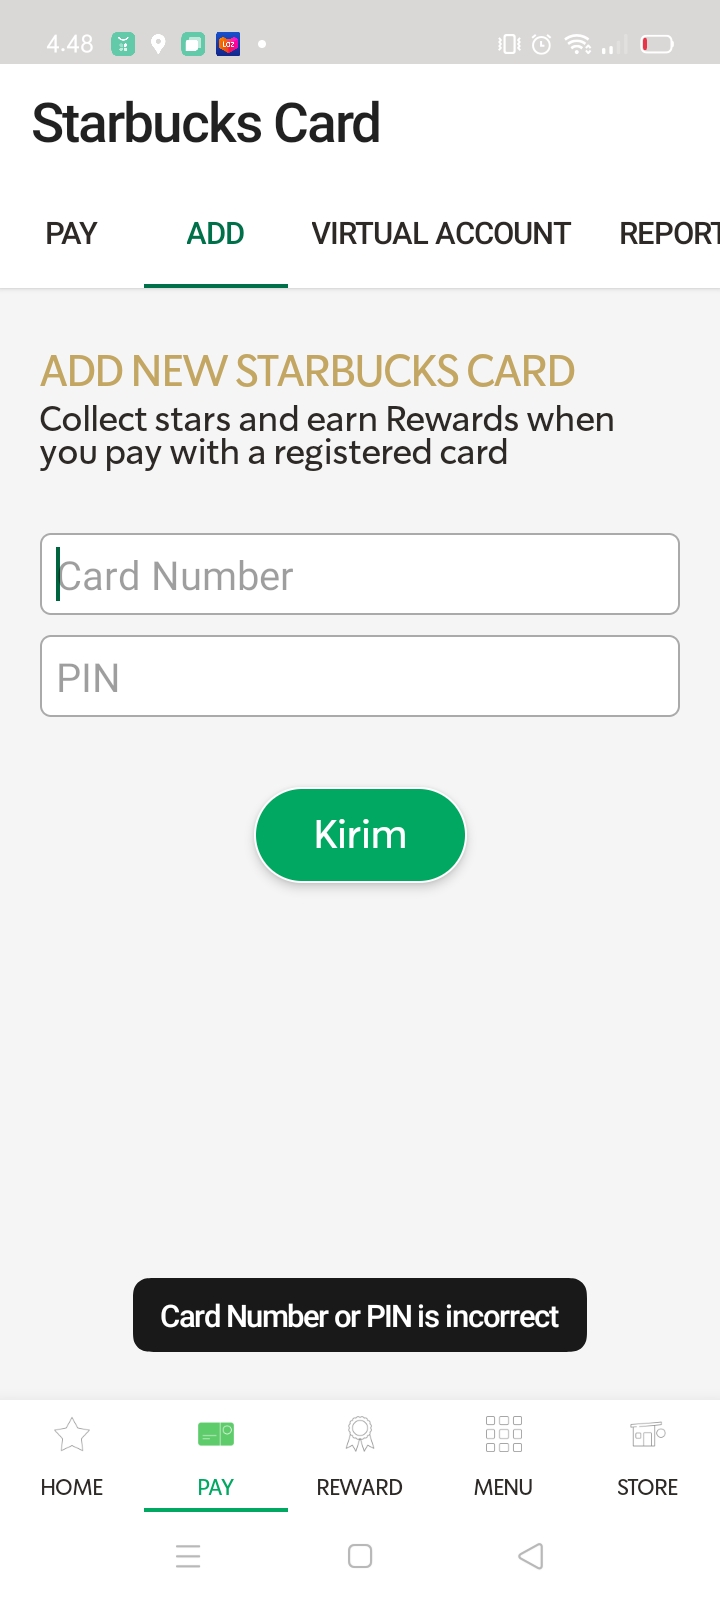 4.48
Laz
Starbucks Card
PAY ADD VIRTUAL ACCOUNT REPORT
ADD NEW STARBUCKS CARD
Collect stars and earn Rewards when
you pay with a registered card
Card Number
PIN
Kirim
Card Number or PIN is incorrect
HOME PAY REWARD MENU STORE